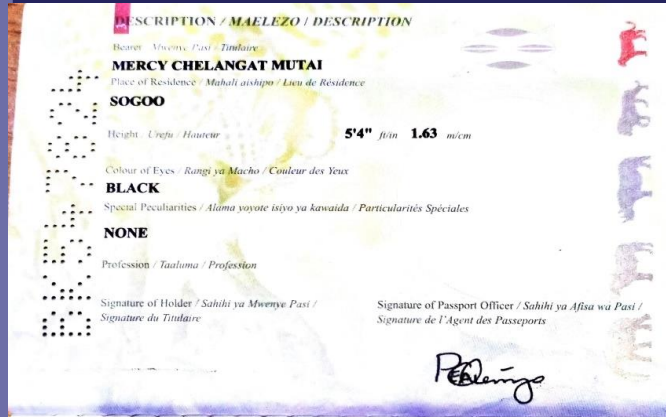 DESCRIPTION / MAELEZO / DESCRIPTION
Bearer / Mwenye Pasi / Titulaire
MERCY CHELANGAT MUTAI
Place of Residence / Mahali aishipo / Lieu de Résidence
SOGOO
Height / Urefu / Hauteur 5'4" ft/in 1.63 m/cm
Colour of Eyes / Rangi ya Macho / Couleur des Yeux
BLACK
Special Peculiarities / Alama yoyote isiyo ya kawaida / Particularités Spéciales
NONE
Profession / Taaluma / Profession
Signature of Holder / Sahihi ya Mwenye Pasi /
Signature du Titulaire
Signature of Passport Officer / Sahihi ya Afisa wa Pasi /
Signature de l'Agent des Passeports